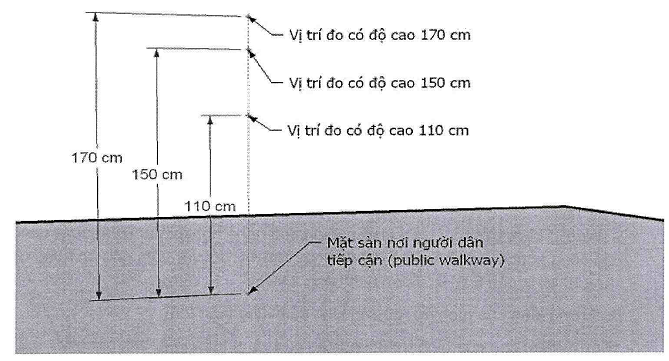 Vị trí đo có độ cao 170 cm
Vị trí đo có độ cao 150 cm
Vị trí đo có độ cao 110 cm
170 cm
150 cm
110 cm
Mặt sàn nơi người dân
tiếp cận (public walkway)